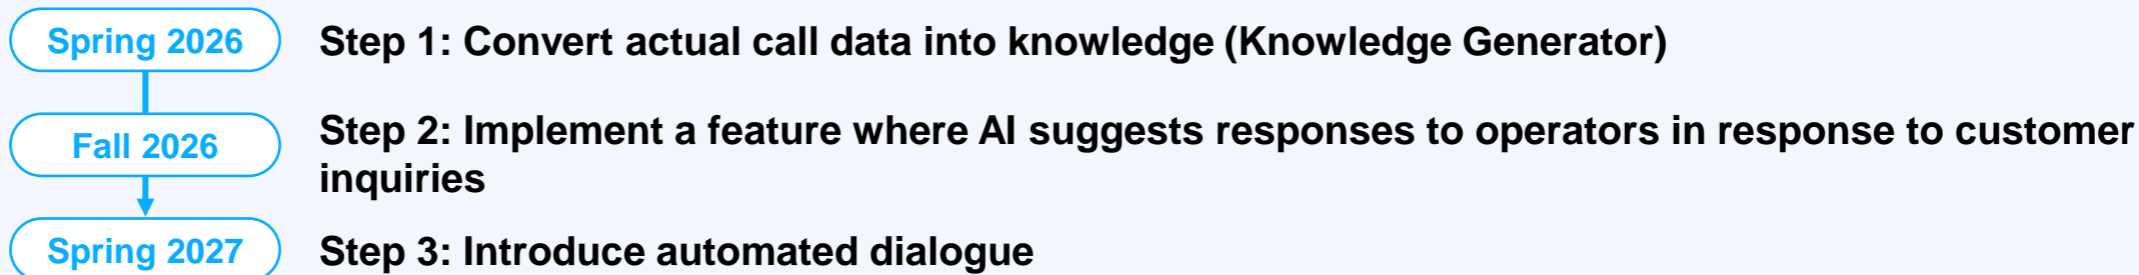 Spring 2026
Step 1: Convert actual call data into knowledge (Knowledge Generator)
Fall 2026
Step 2: Implement a feature where AI suggests responses to operators in response to customer
inquiries
Spring 2027
Step 3: Introduce automated dialogue